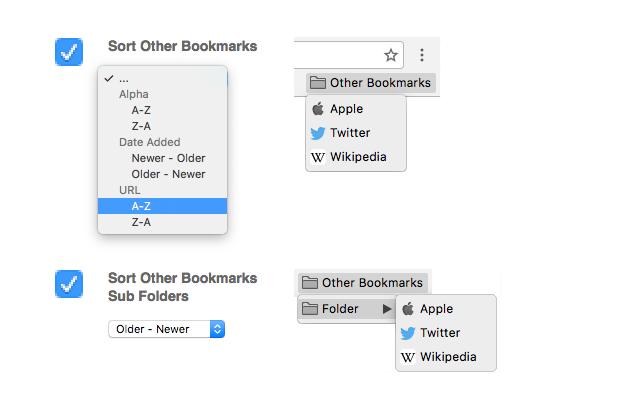 Sort Other Bookmarks
...
Alpha
A-Z
Z-A
Date Added
Newer - Older
Older - Newer
URL
A-Z
Z-A
Other Bookmarks
Apple
Twitter
W Wikipedia
Sort Other Bookmarks
Sub Folders
Older - Newer
Other Bookmarks
Folder
Apple
Twitter
W Wikipedia